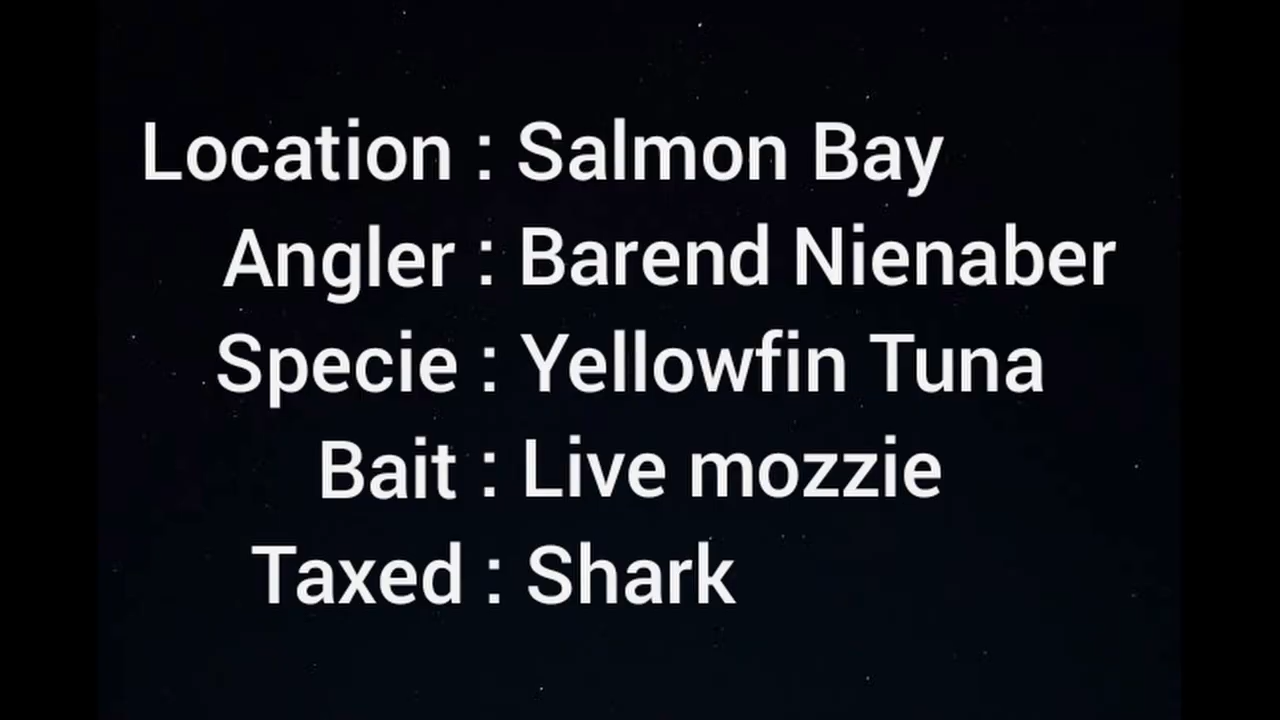 Location : Salmon Bay
Angler : Barend Nienaber
Specie : Yellowfin Tuna
Bait : Live mozzie
Taxed : Shark